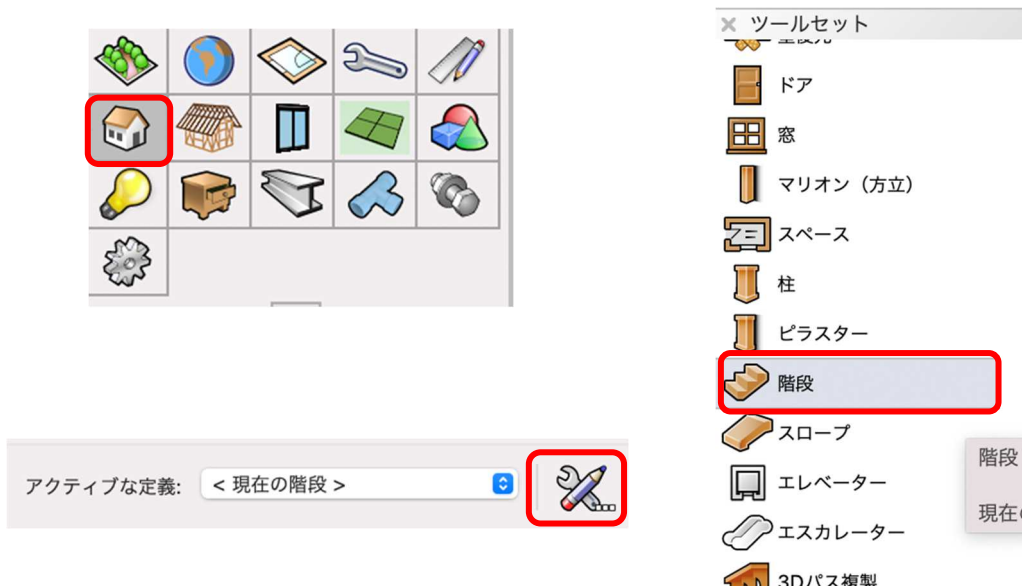 ツールセット
ドア
窓
マリオン（方立）
スペース
柱
ピラスター
階段
スロープ
エレベーター
エスカレーター
3Dパス複製
階段
アクティブな定義:
< 現在の階段 >